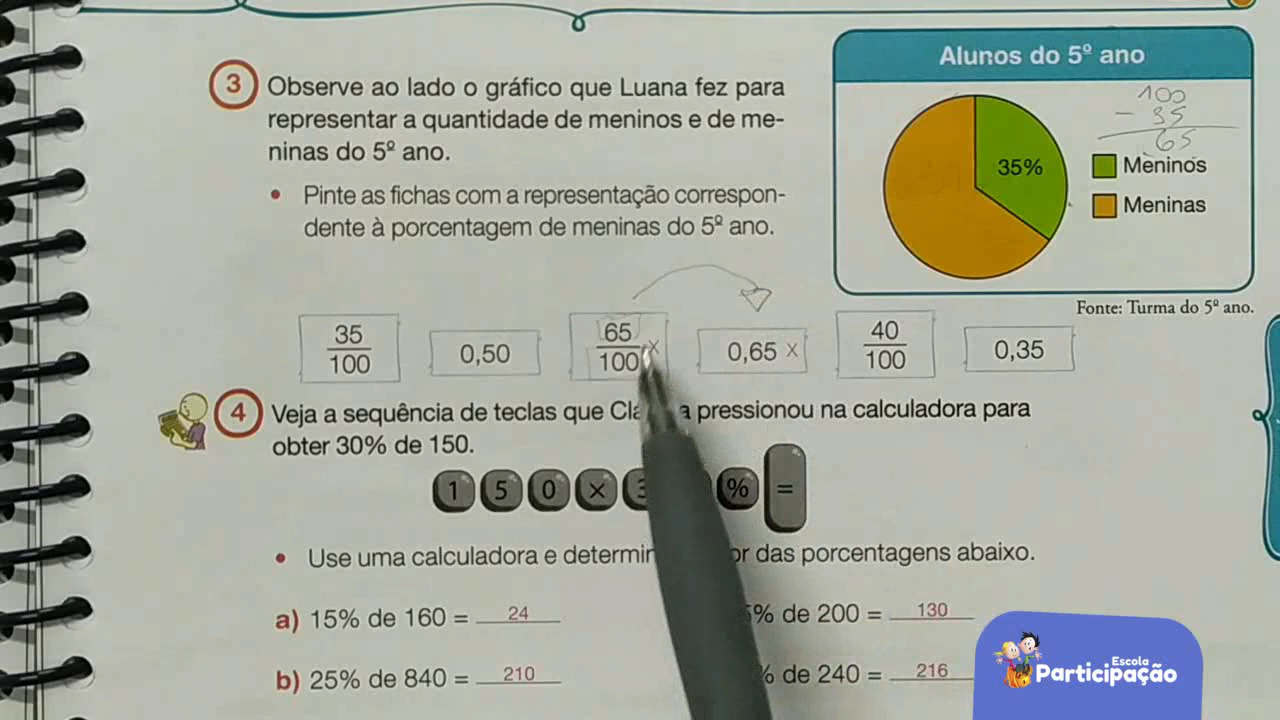 3 Observe ao lado o gráfico que Luana fez para
representar a quantidade de meninos e de me-
ninas do 5º ano.
• Pinte as fichas com a representação correspon-
dente à porcentagem de meninas do 5º ano.
Alunos do 5º ano
100
- 35
65
35%
Meninos
Meninas
Fonte: Turma do 5º ano.
35
100
0,50
65
100 x
0,65 x
40
100
0,35
4 Veja a sequência de teclas que pressionou na calculadora para
obter 30% de 150.
1 5 0 × 3 % =
• Use uma calculadora e das porcentagens abaixo.
a) 15% de 160 = 24
% de 200 = 130
b) 25% de 840 = 210
% de 240 = 216
Escola
Participação